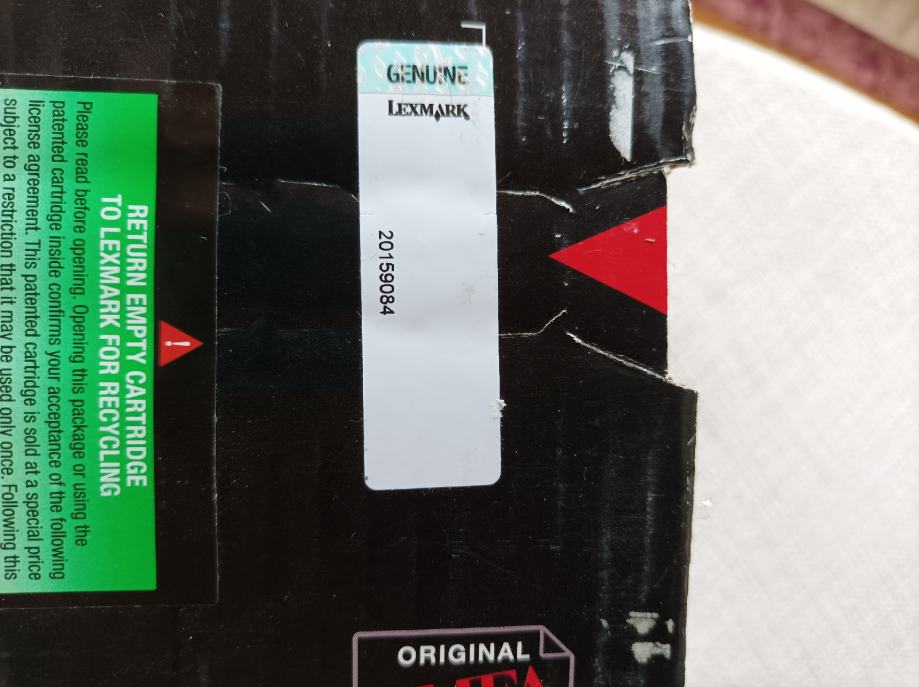 GENUINE
LEXMARK
20159084
RETURN EMPTY CARTRIDGE
TO LEXMARK FOR RECYCLING
Please read before opening. Opening this package or using the
patented cartridge inside confirms your acceptance of the following
license agreement. This patented cartridge is sold at a special price
subject to a restriction that it may be used only once. Following this
ORIGINAL